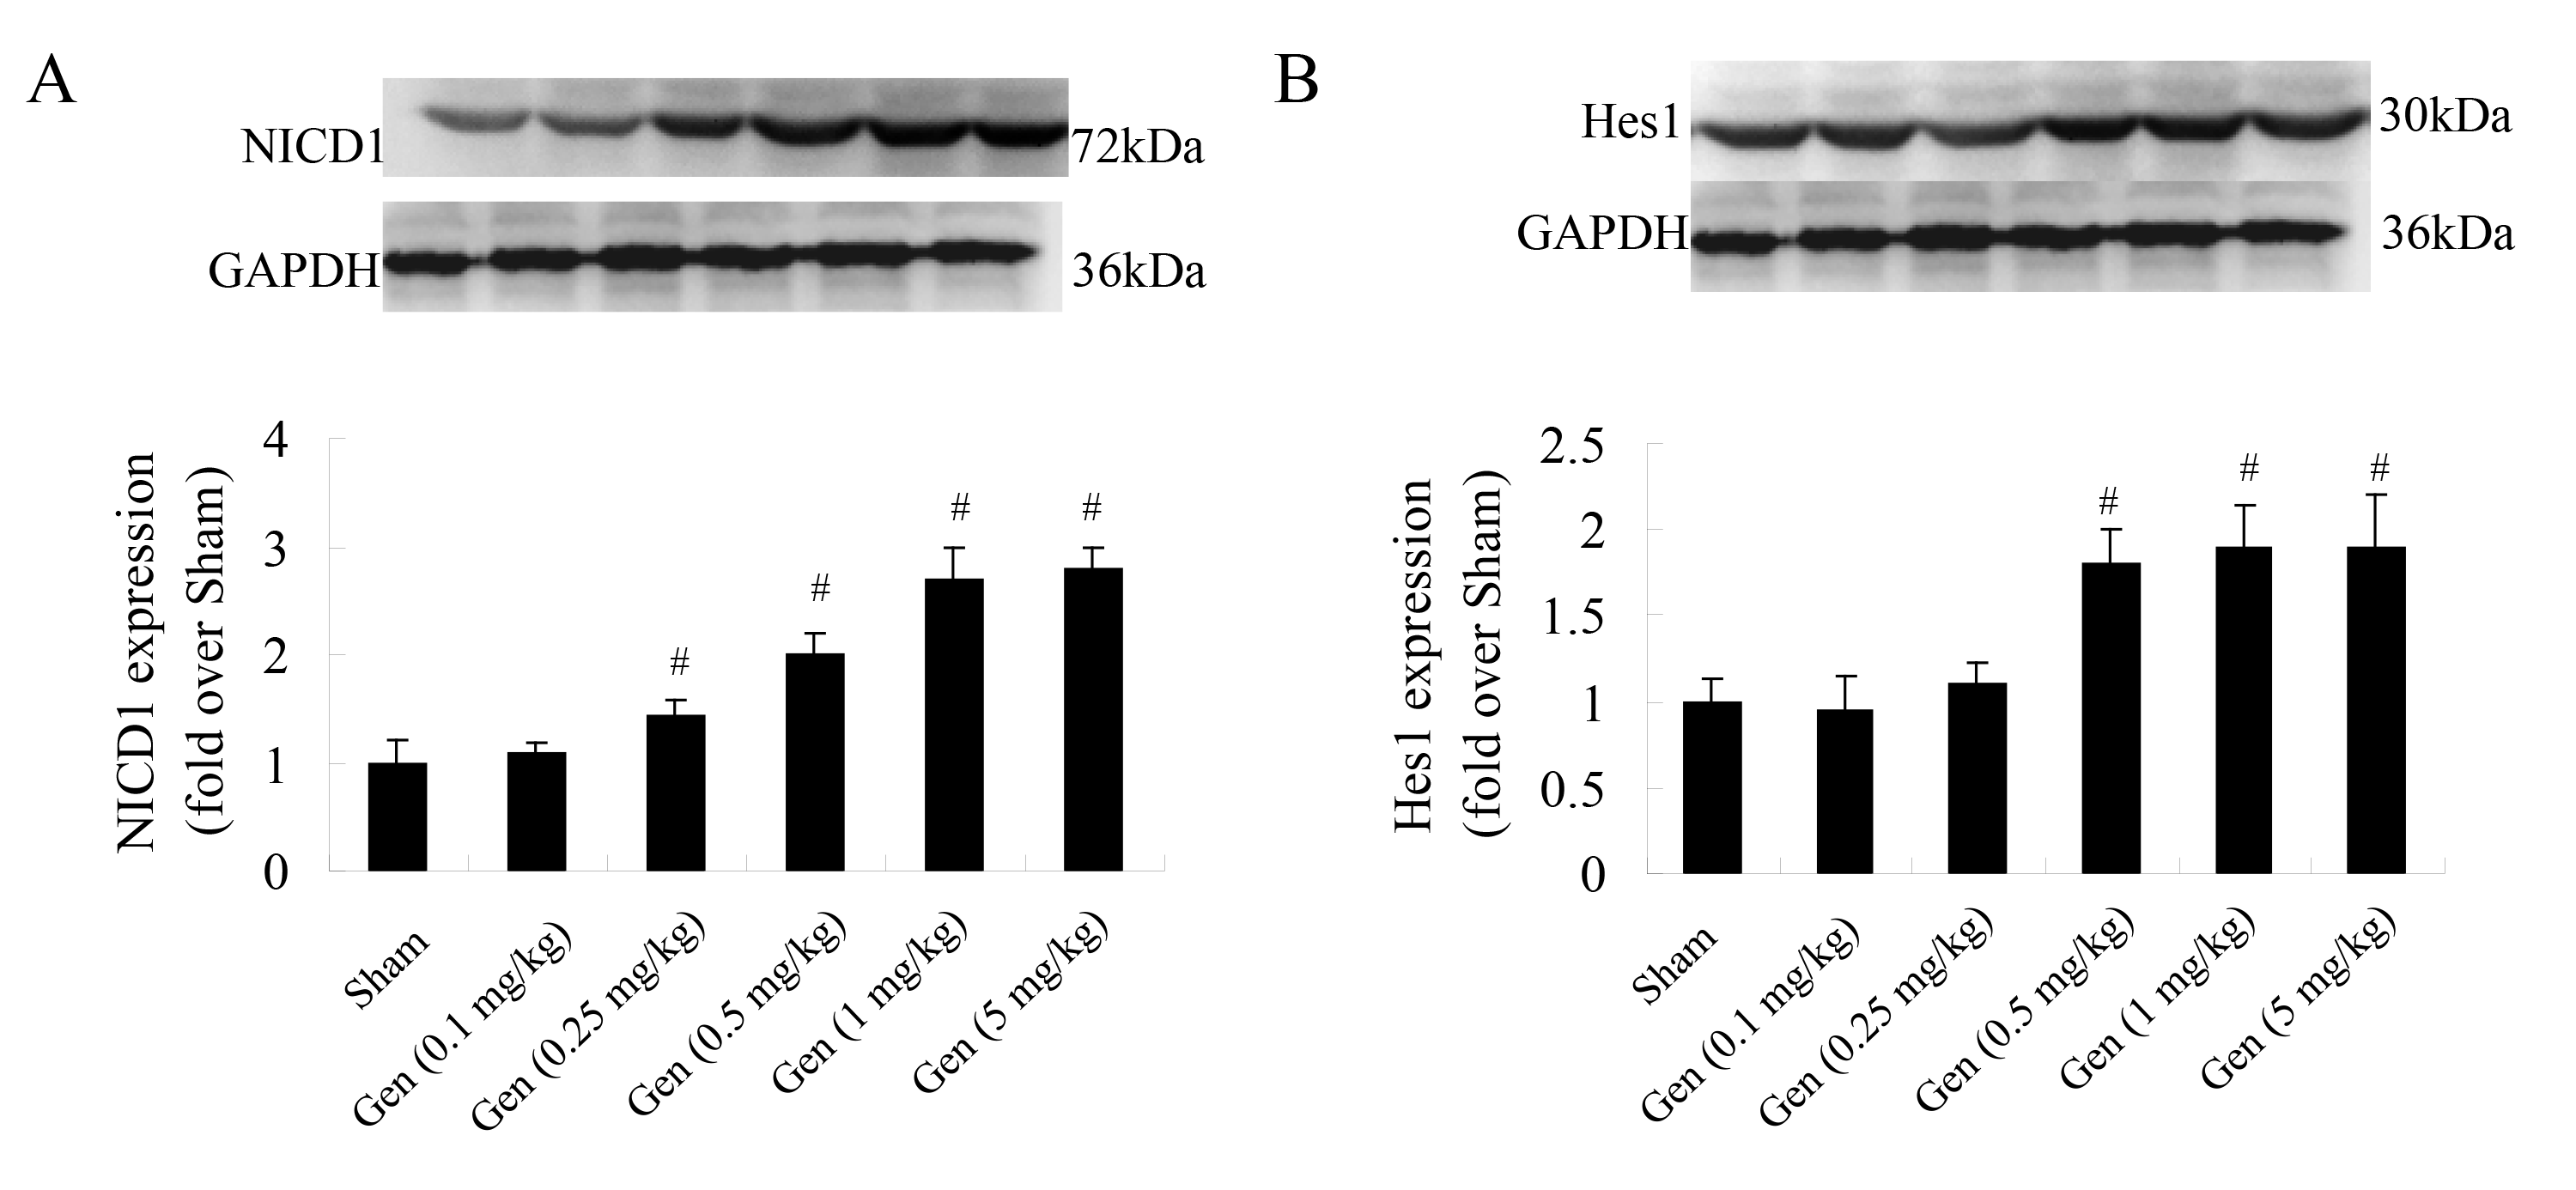 A
NICD1
72kDa
GAPDH
36kDa
4
3
2
1
0
NICD1 expression
(fold over Sham)
#
#
#
#
Sham
Gen (0.1 mg/kg)
Gen (0.25 mg/kg)
Gen (0.5 mg/kg)
Gen (1 mg/kg)
Gen (5 mg/kg)
B
Hes1
30kDa
GAPDH
36kDa
2.5
2
1.5
1
0.5
0
Hes1 expression
(fold over Sham)
#
#
#
Sham
Gen (0.1 mg/kg)
Gen (0.25 mg/kg)
Gen (0.5 mg/kg)
Gen (1 mg/kg)
Gen (5 mg/kg)